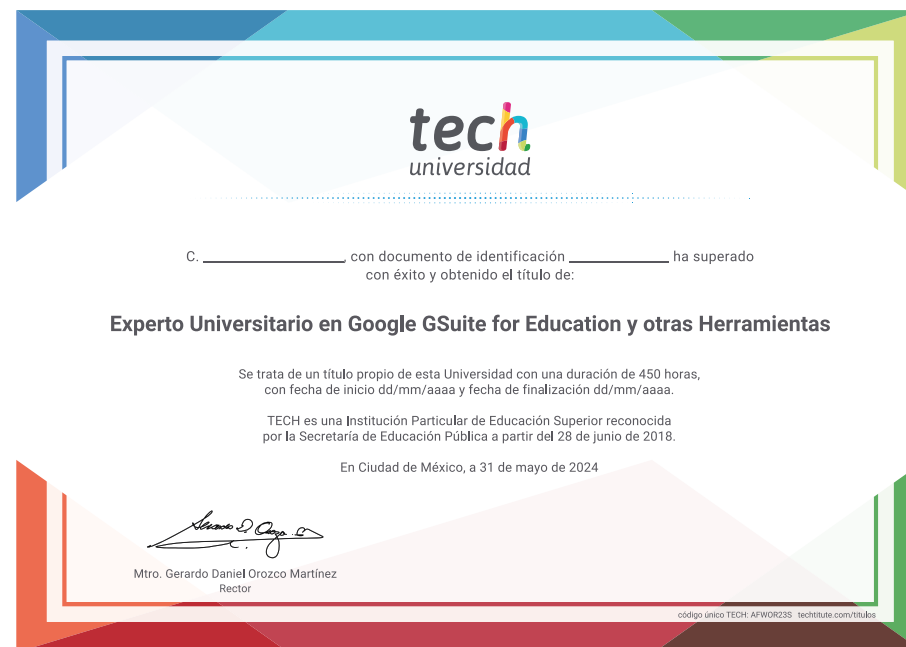 tech
universidad
C. ____________________, con documento de identificación ______________ ha superado
con éxito y obtenido el título de:
Experto Universitario en Google GSuite for Education y otras Herramientas
Se trata de un título propio de esta Universidad con una duración de 450 horas,
con fecha de inicio dd/mm/aaaa y fecha de finalización dd/mm/aaaa.
TECH es una Institución Particular de Educación Superior reconocida
por la Secretaría de Educación Pública a partir del 28 de junio de 2018.
En Ciudad de México, a 31 de mayo de 2024
Mtro. Gerardo Daniel Orozco Martínez
Rector
código único TECH: AFWOR23S techtitute.com/titulos